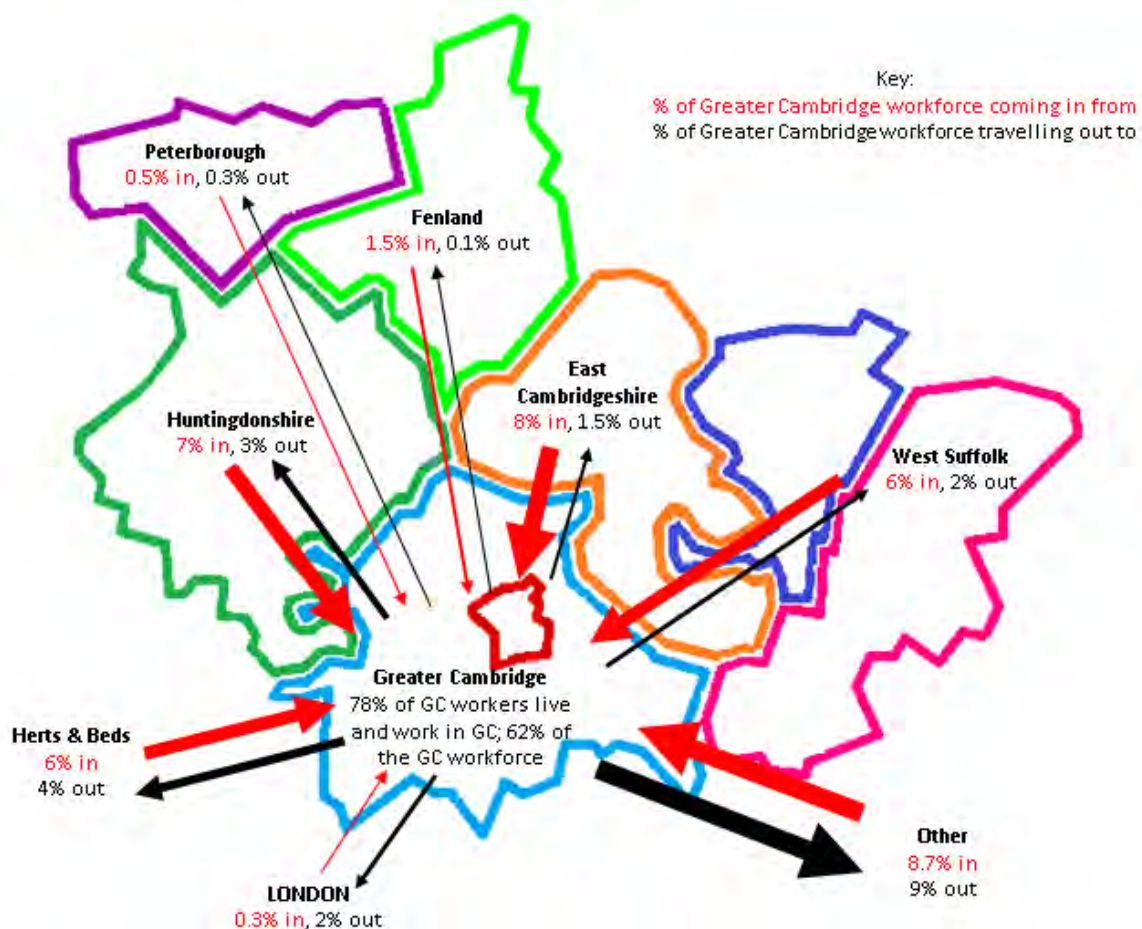 Key:
% of Greater Cambridge workforce coming in from
% of Greater Cambridgeworkforce travelling out to
Peterborough
0.5% in, 0.3% out
Fenland
1.5% in, 0.1% out
East
Cambridgeshire
8% in, 1.5% out
Huntingdonshire
7% in, 3% out
West Suffolk
6% in, 2% out
Greater Cambridge
78% of GC workers live
and work in GC; 62% of
the GC workforce
Herts & Beds
6% in
4% out
Other
8.7% in
9% out
LONDON
0.3% in, 2% out